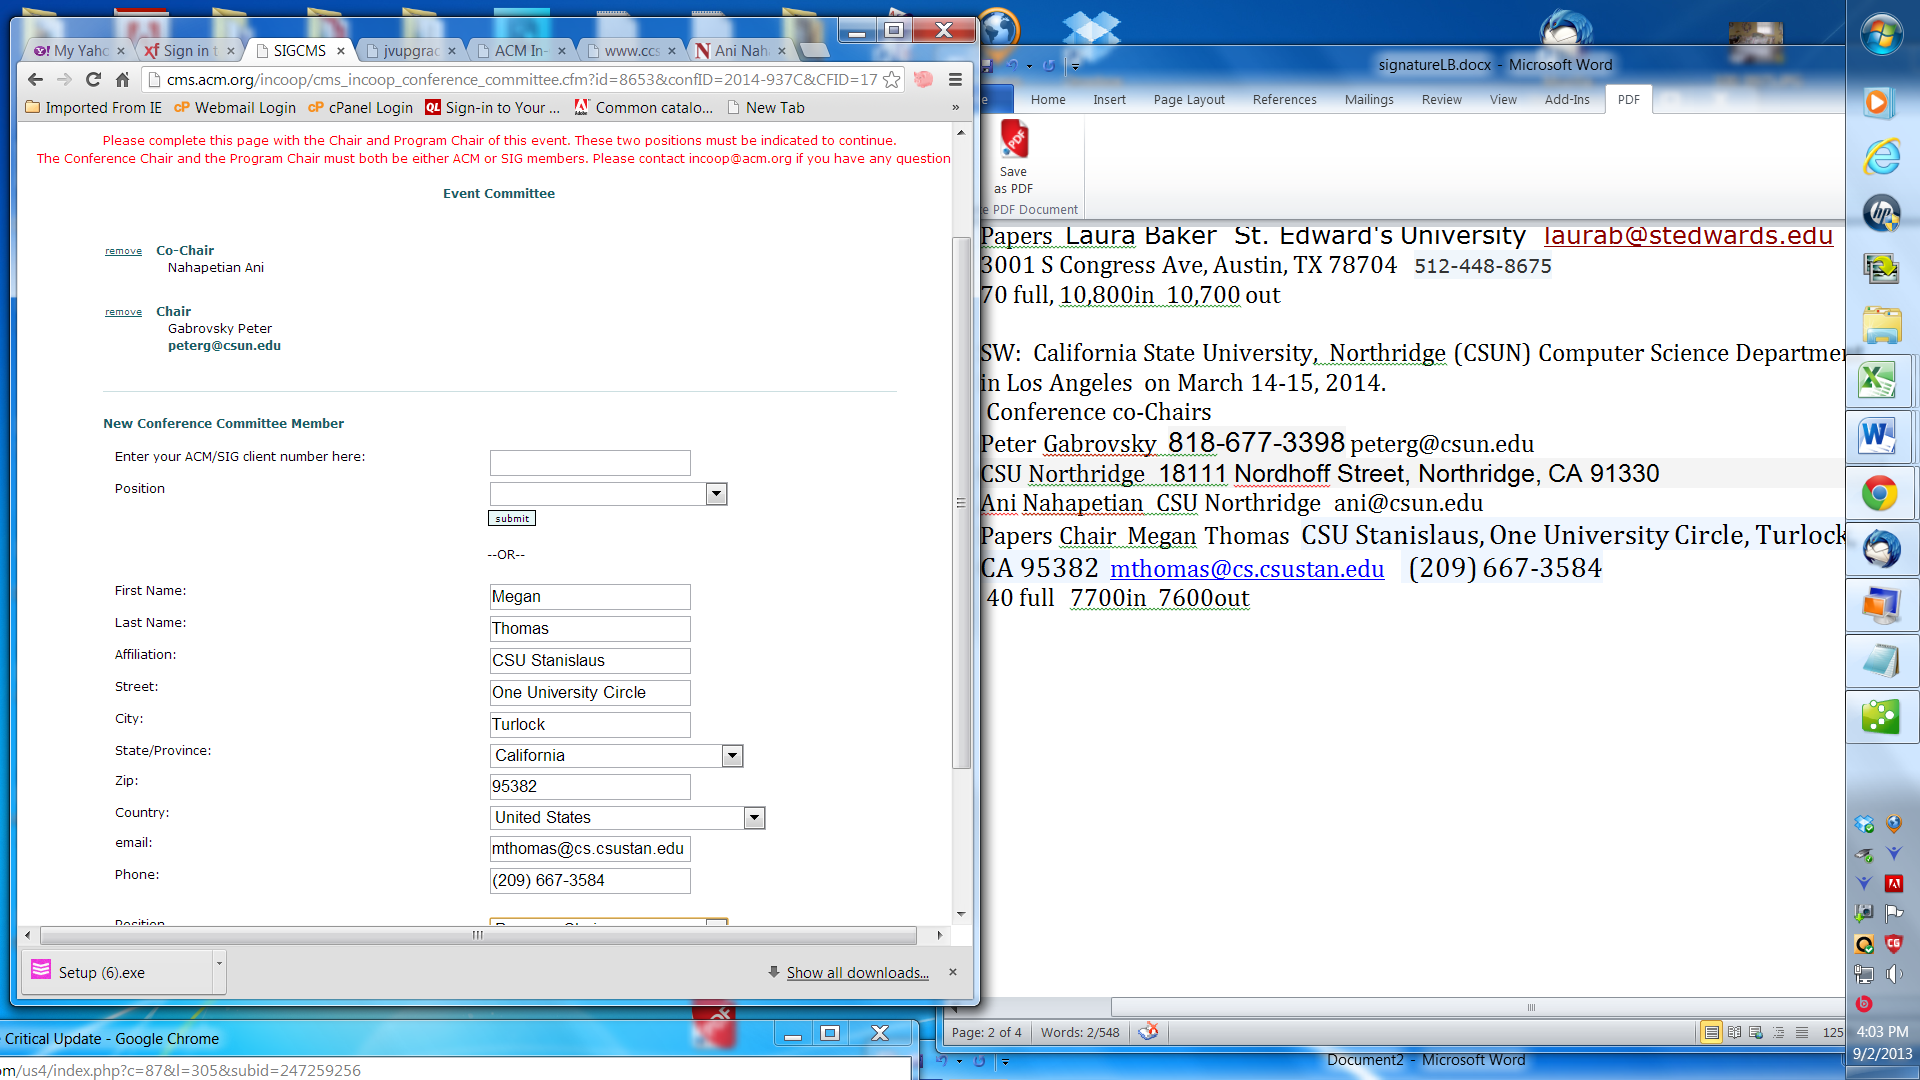 My Yaho
Sign in t
SIGCMS
jvupgrac
ACM In-
www.ccs
Ani Nah
cms.acm.org/incoop/cms_incoop_conference_committee.cfm?id=8653&confID=2014-937C&CFID=17
Imported From IE
cP Webmail Login
cP cPanel Login
QL Sign-in to Your ...
Common catalo...
New Tab
»
Please complete this page with the Chair and Program Chair of this event. These two positions must be indicated to continue.
The Conference Chair and the Program Chair must both be either ACM or SIG members. Please contact incoop@acm.org if you have any question
Event Committee
remove Co-Chair
Nahapetian Ani
remove Chair
Gabrovsky Peter
peterg@csun.edu
New Conference Committee Member
Enter your ACM/SIG client number here:
Position
submit
--OR--
First Name: Megan
Last Name: Thomas
Affiliation: CSU Stanislaus
Street: One University Circle
City: Turlock
State/Province: California
Zip: 95382
Country: United States
email: mthomas@cs.csustan.edu
Phone: (209) 667-3584
Position
Setup (6).exe
Show all downloads...
Critical Update - Google Chrome
om/us4/index.php?c=87&l=305&subid=247259256
signatureLB.docx - Microsoft Word
Home
Insert
Page Layout
References
Mailings
Review
View
Add-Ins
PDF
Save
as PDF
e PDF Document
Papers Laura Baker St. Edward's University laurab@stedwards.edu
3001 S Congress Ave, Austin, TX 78704 512-448-8675
70 full, 10,800in 10,700 out
SW: California State University, Northridge (CSUN) Computer Science Departmen
in Los Angeles on March 14-15, 2014.
Conference co-Chairs
Peter Gabrovsky 818-677-3398 peterg@csun.edu
CSU Northridge 18111 Nordhoff Street, Northridge, CA 91330
Ani Nahapetian CSU Northridge ani@csun.edu
Papers Chair Megan Thomas CSU Stanislaus, One University Circle, Turlock
CA 95382 mthomas@cs.csustan.edu (209) 667-3584
40 full 7700in 7600out
Page: 2 of 4
Words: 2/548
125
Document2 - Microsoft Word
4:03 PM
9/2/2013